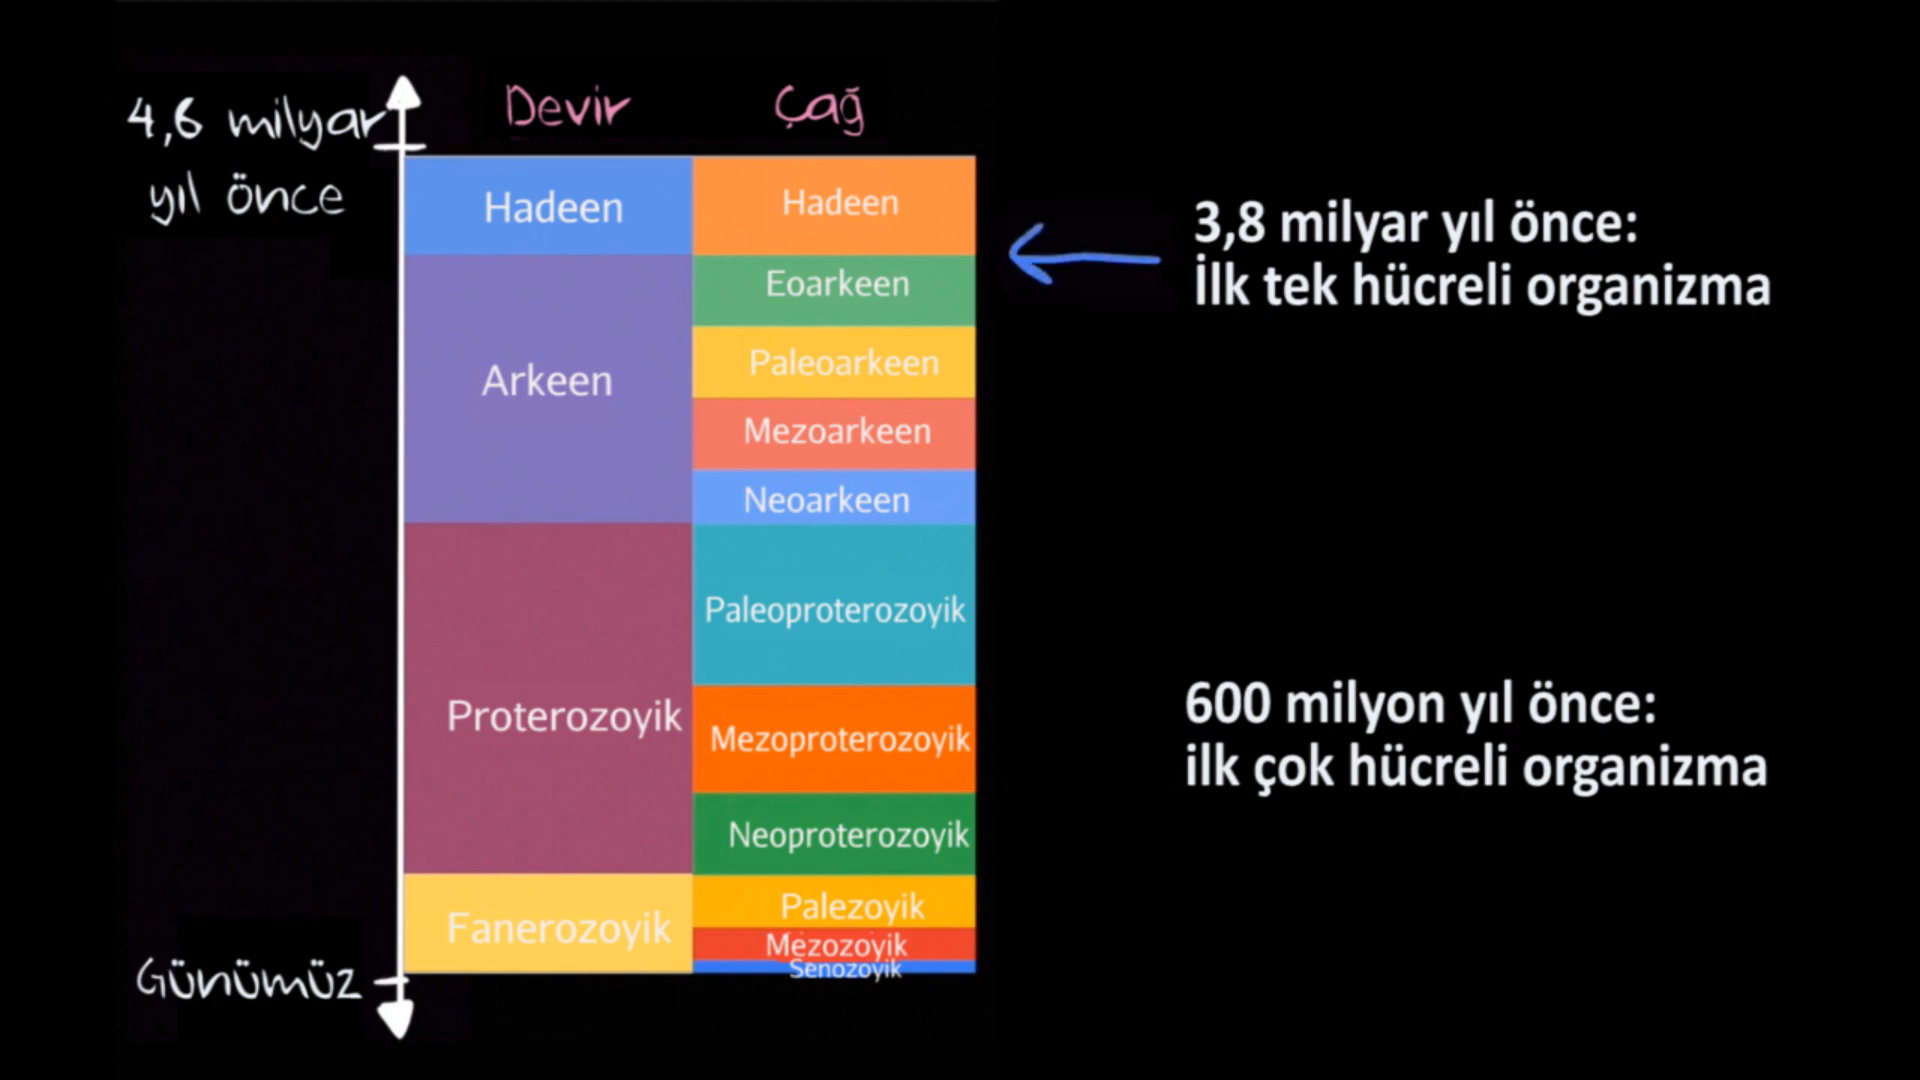 4,6 milyar
yıl önce
Devir
Çağ
Hadeen
Hadeen
Arkeen
Eoarkeen
Paleoarkeen
Mezoarkeen
Neoarkeen
Proterozoyik
Paleoproterozoyik
Mezoproterozoyik
Neoproterozoyik
Fanerozoyik
Palezoyik
Mezozoyik
Senozoyik
Günümüz
3,8 milyar yıl önce:
İlk tek hücreli organizma
600 milyon yıl önce:
ilk çok hücreli organizma